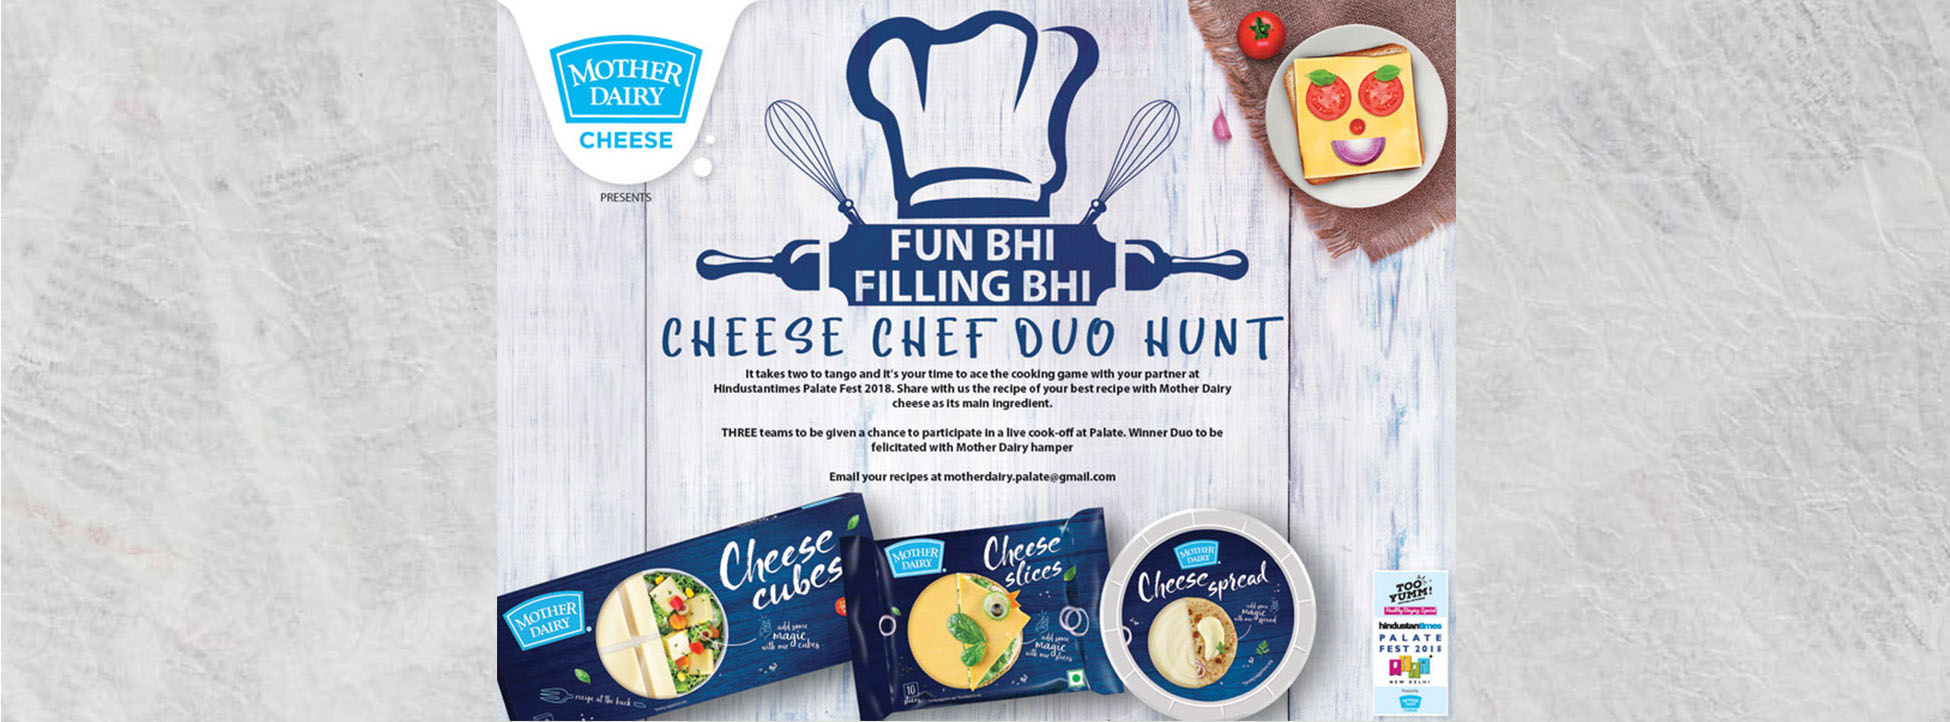 MOTHER
DAIRY
CHEESE
PRESENTS
FUN BHI
FILLING BHI
CHEESE CHEF DUO HUNT
It takes two to tango and it's your time to ace the cooking game with your partner at
Hindustantimes Palate Fest 2018. Share with us the recipe of your best recipe with Mother Dairy
cheese as its main ingredient.
THREE teams to be given a chance to participate in a live cook-off at Palate. Winner Duo to be
felicitated with Mother Dairy hamper
Email your recipes at motherdairy.palate@gmail.com
MOTHER
DAIRY
Cheese
cubes
add some
magic
with our cubes
recipe at the back
MOTHER
DAIRY
Cheese
slices
add some
magic
with our slices
10
slices
MOTHER
DAIRY
Cheese spread
add some
magic
with our spread
TOO
YUMM!
hindustantimes
PALATE
FEST 2018
NEW DELHI
MOTHER
DAIRY